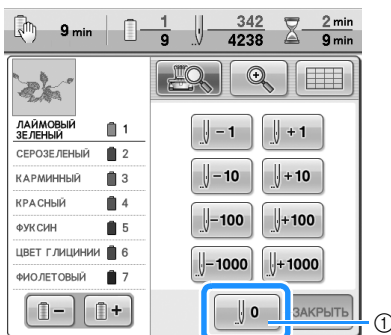 9 min
1
9
342
4238
2 min
9 min
ЛАЙМОВЫЙ
ЗЕЛЕНЫЙ 1
СЕРОЗЕЛЕНЫЙ 2
КАРМИННЫЙ 3
КРАСНЫЙ 4
ФУКСИН 5
ЦВЕТ ГЛИЦИНИИ 6
ФИОЛЕТОВЫЙ 7
- +
-1 +1
-10 +10
-100 +100
-1000 +1000
0 ЗАКРЫТЬ
①